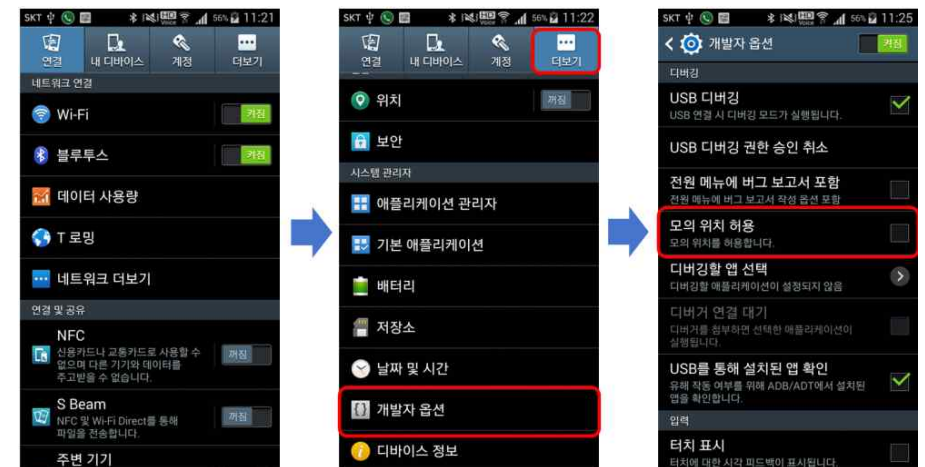 SKT 56% 11:21
연결 내 디바이스 계정 더보기
네트워크 연결
Wi-Fi 켜짐
블루투스 켜짐
데이터 사용량
T 로밍
네트워크 더보기
연결 및 공유
NFC
신용카드나 교통카드로 사용할 수
없으며 다른 기기와 데이터를
주고받을 수 없습니다.
꺼짐
S Beam
NFC 및 Wi-Fi Direct를 통해
파일을 전송합니다.
꺼짐
주변 기기
SKT 56% 11:22
연결 내 디바이스 계정 더보기
위치 꺼짐
보안
시스템 관리자
애플리케이션 관리자
기본 애플리케이션
배터리
저장소
날짜 및 시간
개발자 옵션
디바이스 정보
SKT 56% 11:25
개발자 옵션 켜짐
디버깅
USB 디버깅
USB 연결 시 디버깅 모드가 실행됩니다.
USB 디버깅 권한 승인 취소
전원 메뉴에 버그 보고서 포함
전원 메뉴에 버그 보고서 작성 옵션 포함
모의 위치 허용
모의 위치를 허용합니다.
디버깅할 앱 선택
디버깅할 애플리케이션이 설정되지 않음
디버거 연결 대기
디버거를 첨부하면 선택한 애플리케이션이
실행됩니다.
USB를 통해 설치된 앱 확인
유해 작동 여부를 위해 ADB/ADT에서 설치된
앱을 확인합니다.
입력
터치 표시
터치에 대한 시각 피드백이 표시됩니다.